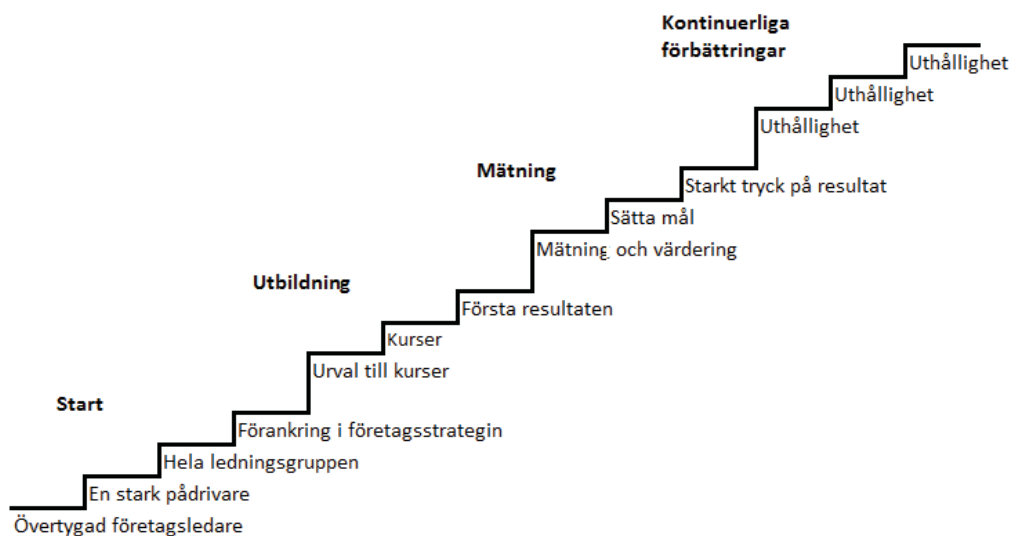 Kontinuerliga
förbättringar
Uthållighet
Uthållighet
Uthållighet
Mätning
Starkt tryck på resultat
Sätta mål
Mätning och värdering
Utbildning
Första resultaten
Kurser
Urval till kurser
Start
Förankring i företagsstrategin
Hela ledningsgruppen
En stark pådrivare
Övertygad företagsledare